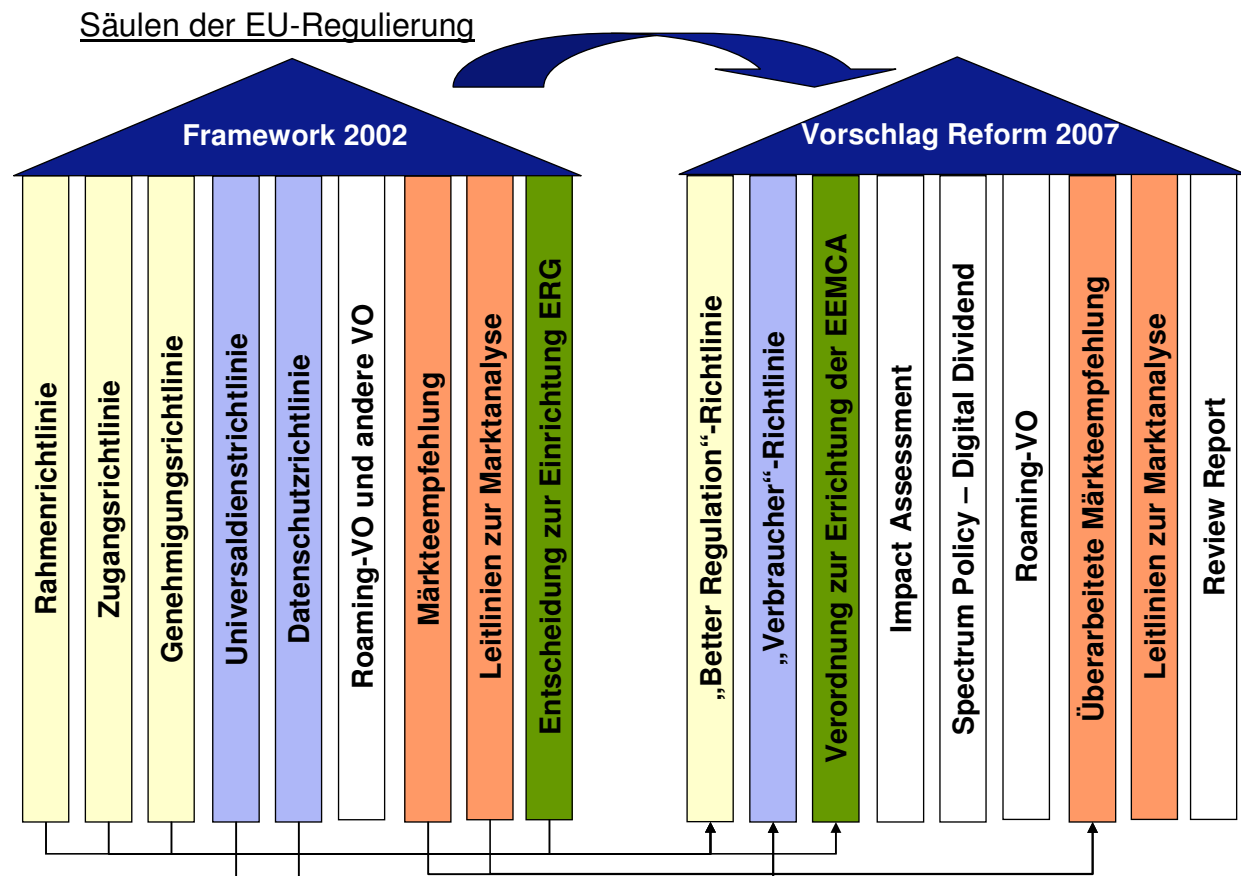 Säulen der EU-Regulierung
Framework 2002
Vorschlag Reform 2007
Rahmenrichtlinie
Zugangsrichtlinie
Genehmigungsrichtlinie
Universaldienstrichtlinie
Datenschutzrichtlinie
Roaming-VO und andere VO
Märkteempfehlung
Leitlinien zur Marktanalyse
Entscheidung zur Einrichtung ERG
„Better Regulation“-Richtlinie
„Verbraucher“-Richtlinie
Verordnung zur Errichtung der EEMCA
Impact Assessment
Spectrum Policy – Digital Dividend
Roaming-VO
Überarbeitete Märkteempfehlung
Leitlinien zur Marktanalyse
Review Report